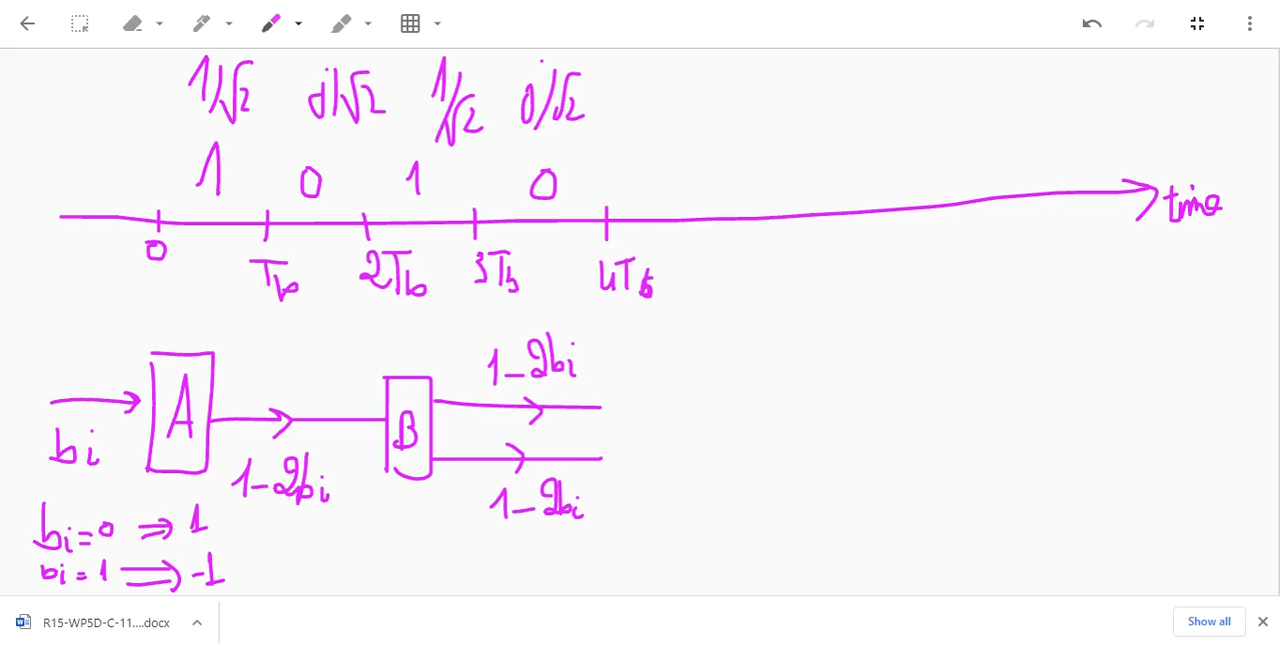 1/√2 j/√2 1/√2 j/√2
1 0 1 0
time
0 Tb 2Tb 3Tb 4Tb
1-2bi
A
B
bi
1-2bi
1-2bi
bi=0 ⇒ 1
bi=1 ⇒ -1
R15-WP5D-C-11....docx
Show all